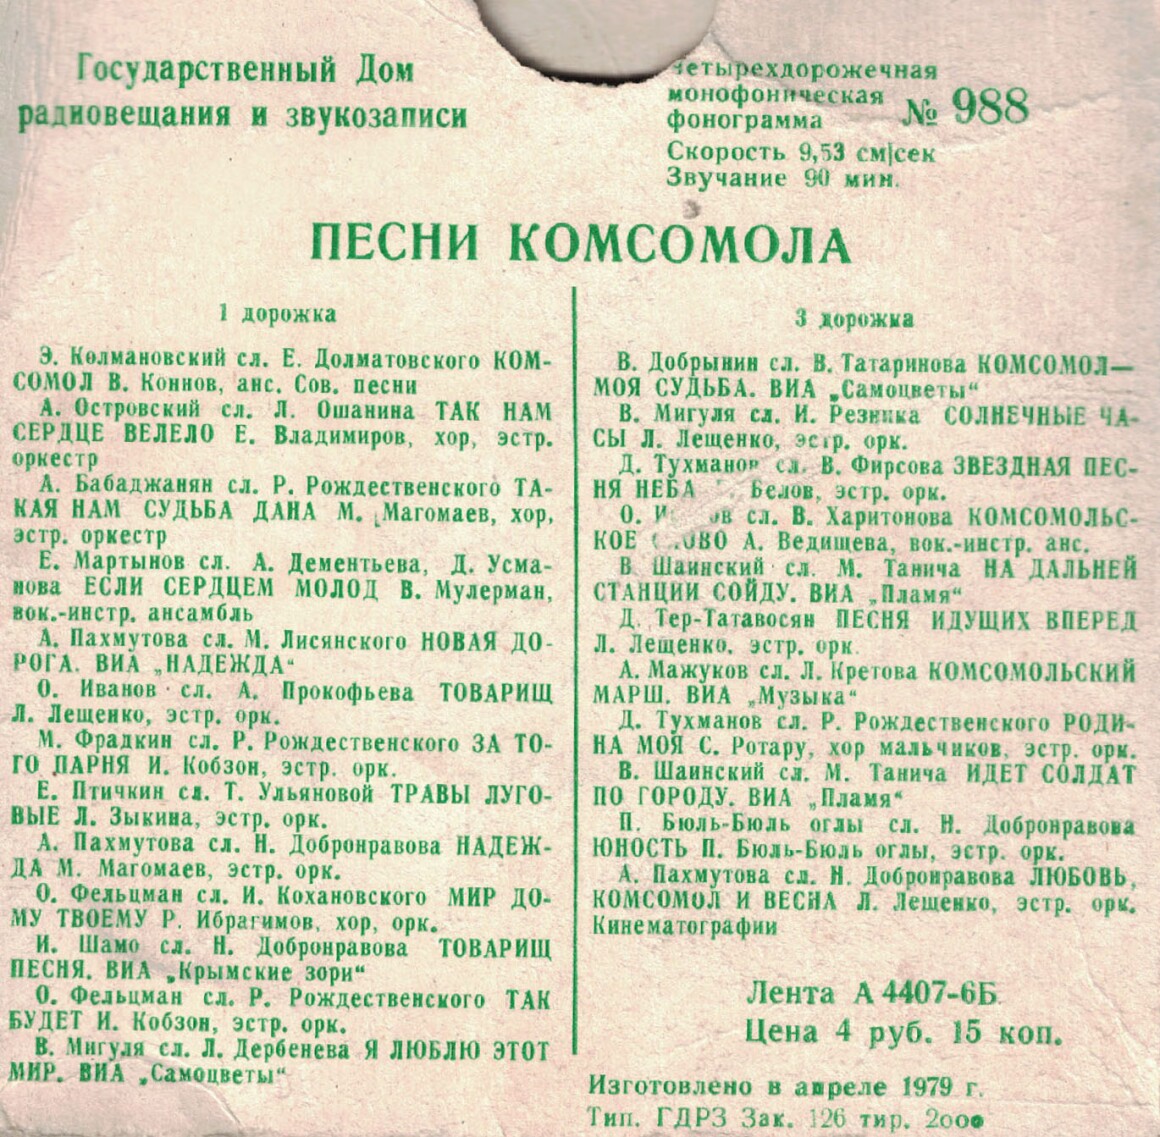 Государственный Дом
радиовещания и звукозаписи
четырехдорожечная
монофоническая
фонограмма
№ 988
Скорость 9,53 см|сек
Звучание 90 мин.
ПЕСНИ КОМСОМОЛА
1 дорожка
Э. Колмановский сл. Е. Долматовского КОМ-
СОМОЛ В. Коннов, анс. Сов. песни
А. Островский сл. Л. Ошанина ТАК НАМ
СЕРДЦЕ ВЕЛЕЛО Е. Владимиров, хор, эстр.
оркестр
А. Бабаджанян сл. Р. Рождественского ТА-
КАЯ НАМ СУДЬБА ДАНА М. Магомаев, хор,
эстр. оркестр
Е. Мартынов сл. А. Дементьева, Д. Усма-
нова ЕСЛИ СЕРДЦЕМ МОЛОД В. Мулерман,
вок.-инстр. ансамбль
А. Пахмутова сл. М. Лисянского НОВАЯ ДО-
РОГА. ВИА „НАДЕЖДА“
О. Иванов сл. А. Прокофьева ТОВАРИЩ
Л. Лещенко, эстр. орк.
М. Фрадкин сл. Р. Рождественского ЗА ТО-
ГО ПАРНЯ И. Кобзон, эстр. орк.
Е. Птичкин сл. Т. Ульяновой ТРАВЫ ЛУГО-
ВЫЕ Л. Зыкина, эстр. орк.
А. Пахмутова сл. Н. Добронравова НАДЕЖ-
ДА М. Магомаев, эстр. орк.
О. Фельцман сл. И. Кохановского МИР ДО-
МУ ТВОЕМУ Р. Ибрагимов, хор, орк.
И. Шамо сл. Н. Добронравова ТОВАРИЩ
ПЕСНЯ. ВИА „Крымские зори“
О. Фельцман сл. Р. Рождественского ТАК
БУДЕТ И. Кобзон, эстр. орк.
В. Мигуля сл. Л. Дербенева Я ЛЮБЛЮ ЭТОТ
МИР. ВИА „Самоцветы“
3 дорожка
В. Добрынин сл. В. Татаринова КОМСОМОЛ—
МОЯ СУДЬБА. ВИА „Самоцветы“
В. Мигуля сл. И. Резника СОЛНЕЧНЫЕ ЧА-
СЫ Л. Лещенко, эстр. орк.
Д. Тухманов сл. В. Фирсова ЗВЕЗДНАЯ ПЕС-
НЯ НЕБА Белов, эстр. орк.
О. сл. В. Харитонова КОМСОМОЛЬС-
КОЕ СЛОВО А. Ведищева, вок.-инстр. анс.
В. Шаинский сл. М. Танича НА ДАЛЬНЕЙ
СТАНЦИИ СОЙДУ. ВИА „Пламя“
Д. Тер-Татавосян ПЕСНЯ ИДУЩИХ ВПЕРЕД
Л. Лещенко, эстр. орк.
А. Мажуков сл. Л. Кретова КОМСОМОЛЬСКИЙ
МАРШ. ВИА „Музыка“
Д. Тухманов сл. Р. Рождественского РОДИ-
НА МОЯ С. Ротару, хор мальчиков, эстр. орк.
В. Шаинский сл. М. Танича ИДЕТ СОЛДАТ
ПО ГОРОДУ. ВИА „Пламя“
П. Бюль-Бюль оглы сл. Н. Добронравова
ЮНОСТЬ П. Бюль-Бюль оглы, эстр. орк.
А. Пахмутова сл. Н. Добронравова ЛЮБОВЬ,
КОМСОМОЛ И ВЕСНА Л. Лещенко, эстр. орк.
Кинематографии
Лента А 4407-6Б
Цена 4 руб. 15 коп.
Изготовлено в апреле 1979 г.
Тип. ГДРЗ Зак. 126 тир. 2000